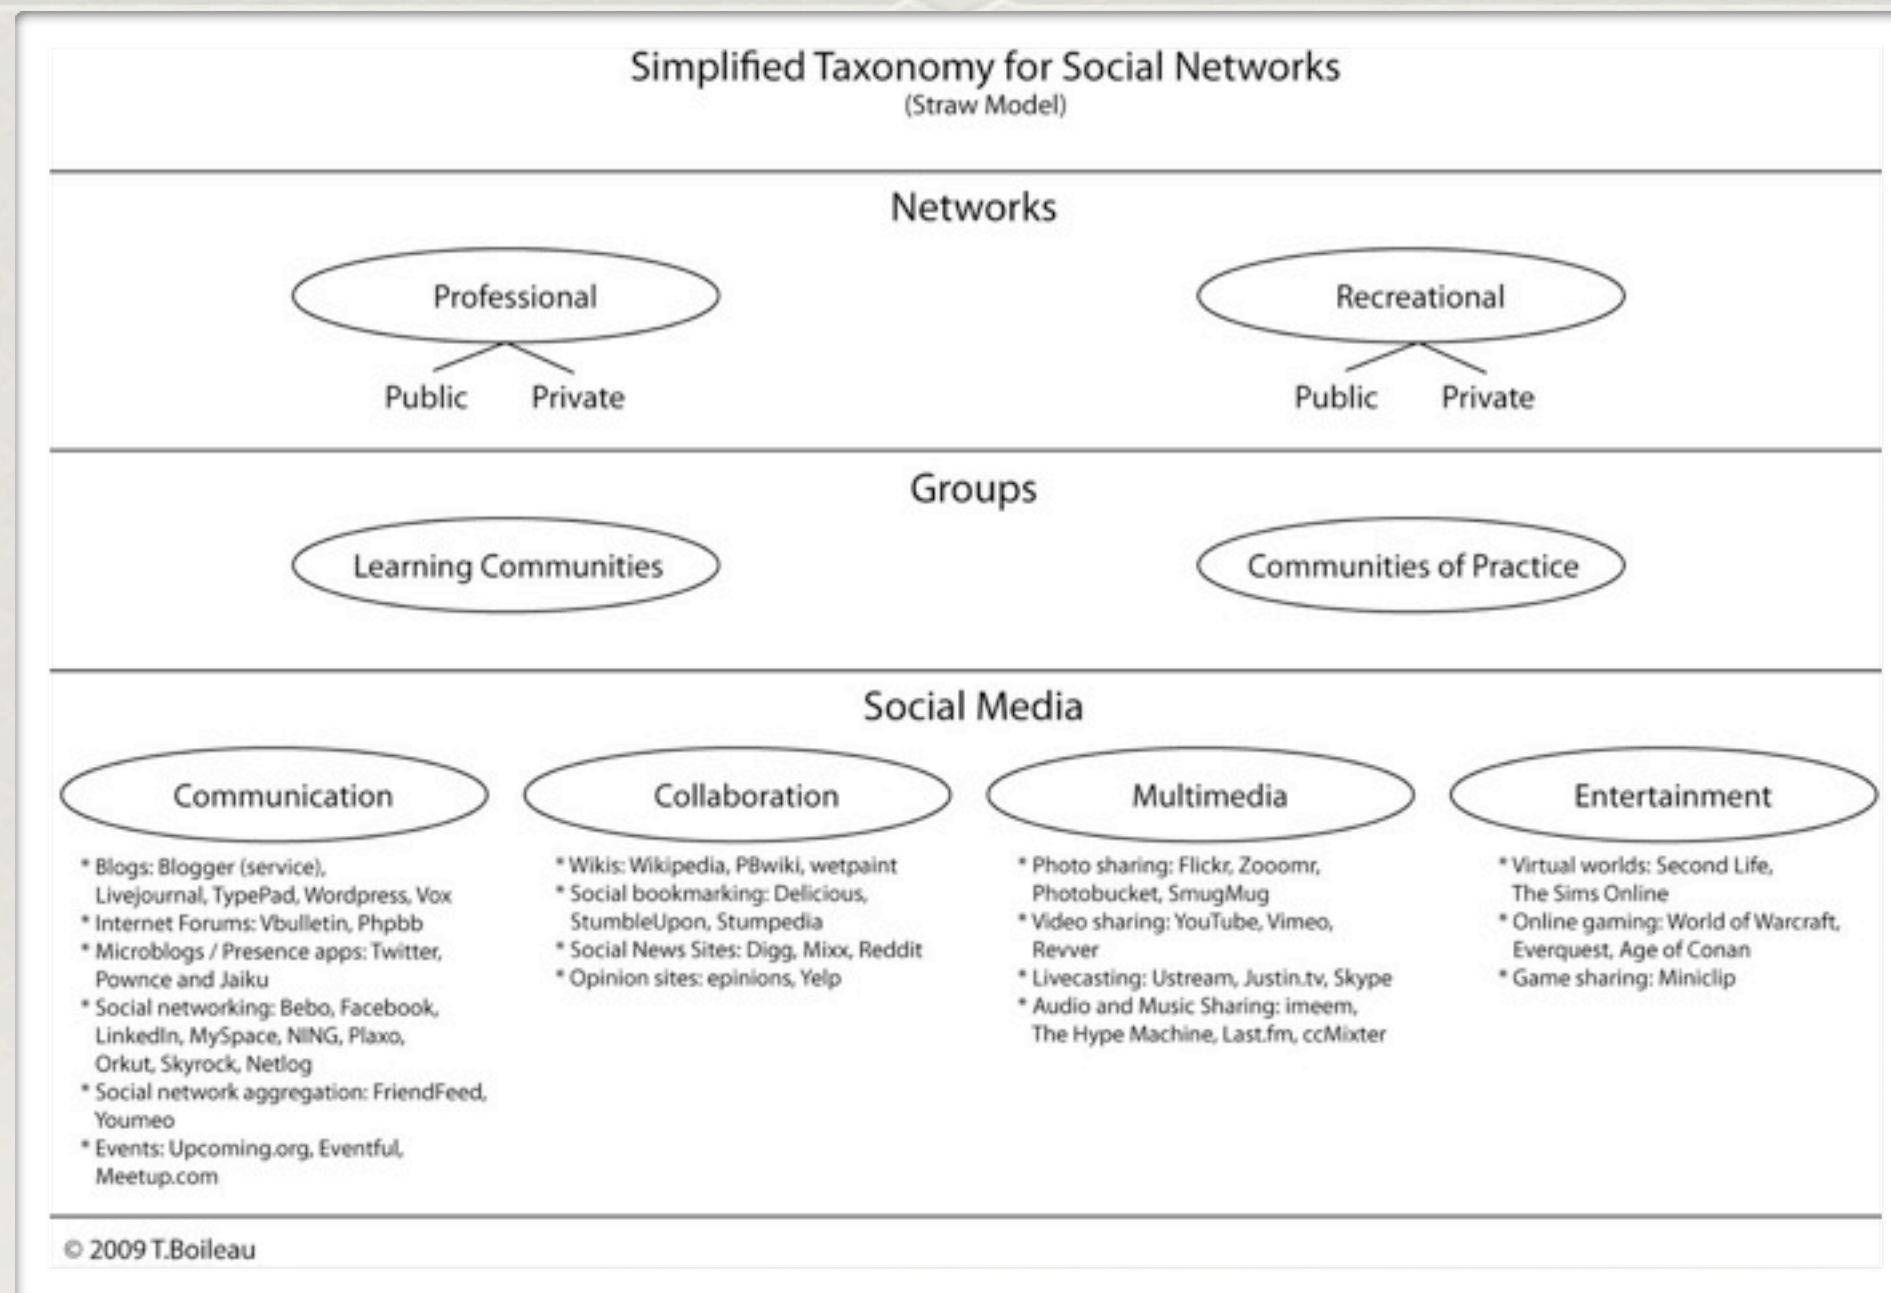 Simplified Taxonomy for Social Networks
(Straw Model)
Networks
Professional
Public Private
Recreational
Public Private
Groups
Learning Communities
Communities of Practice
Social Media
Communication
* Blogs: Blogger (service),
Livejournal, TypePad, Wordpress, Vox
* Internet Forums: Vbulletin, Phpbb
* Microblogs / Presence apps: Twitter,
Pownce and Jaiku
* Social networking: Bebo, Facebook,
LinkedIn, MySpace, NING, Plaxo,
Orkut, Skyrock, Netlog
* Social network aggregation: FriendFeed,
Youmeo
* Events: Upcoming.org, Eventful,
Meetup.com
Collaboration
* Wikis: Wikipedia, PBwiki, wetpaint
* Social bookmarking: Delicious,
StumbleUpon, Stumpedia
* Social News Sites: Digg, Mixx, Reddit
* Opinion sites: epinions, Yelp
Multimedia
* Photo sharing: Flickr, Zooomr,
Photobucket, SmugMug
* Video sharing: YouTube, Vimeo,
Revver
* Livecasting: Ustream, Justin.tv, Skype
* Audio and Music Sharing: imeem,
The Hype Machine, Last.fm, ccMixter
Entertainment
* Virtual worlds: Second Life,
The Sims Online
* Online gaming: World of Warcraft,
Everquest, Age of Conan
* Game sharing: Miniclip
© 2009 T.Boileau